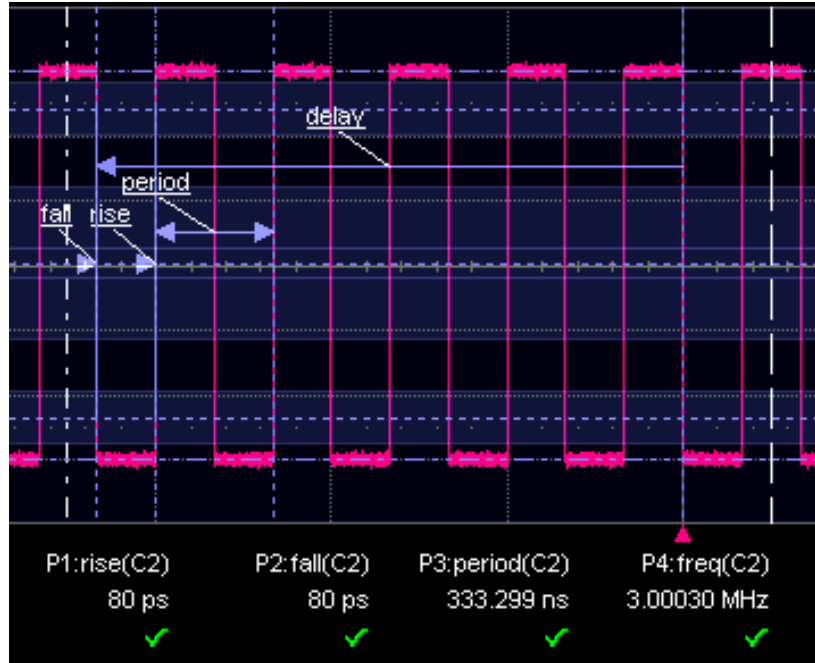 delay
period
fall rise
P1:rise(C2) P2:fall(C2) P3:period(C2) P4:freq(C2)
80 ps 80 ps 333.299 ns 3.00030 MHz